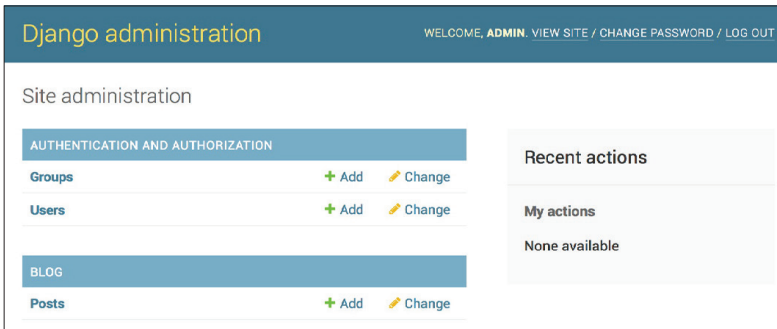 Django administration
WELCOME, ADMIN. VIEW SITE / CHANGE PASSWORD / LOG OUT
Site administration
AUTHENTICATION AND AUTHORIZATION
Groups + Add Change
Users + Add Change
BLOG
Posts + Add Change
Recent actions
My actions
None available